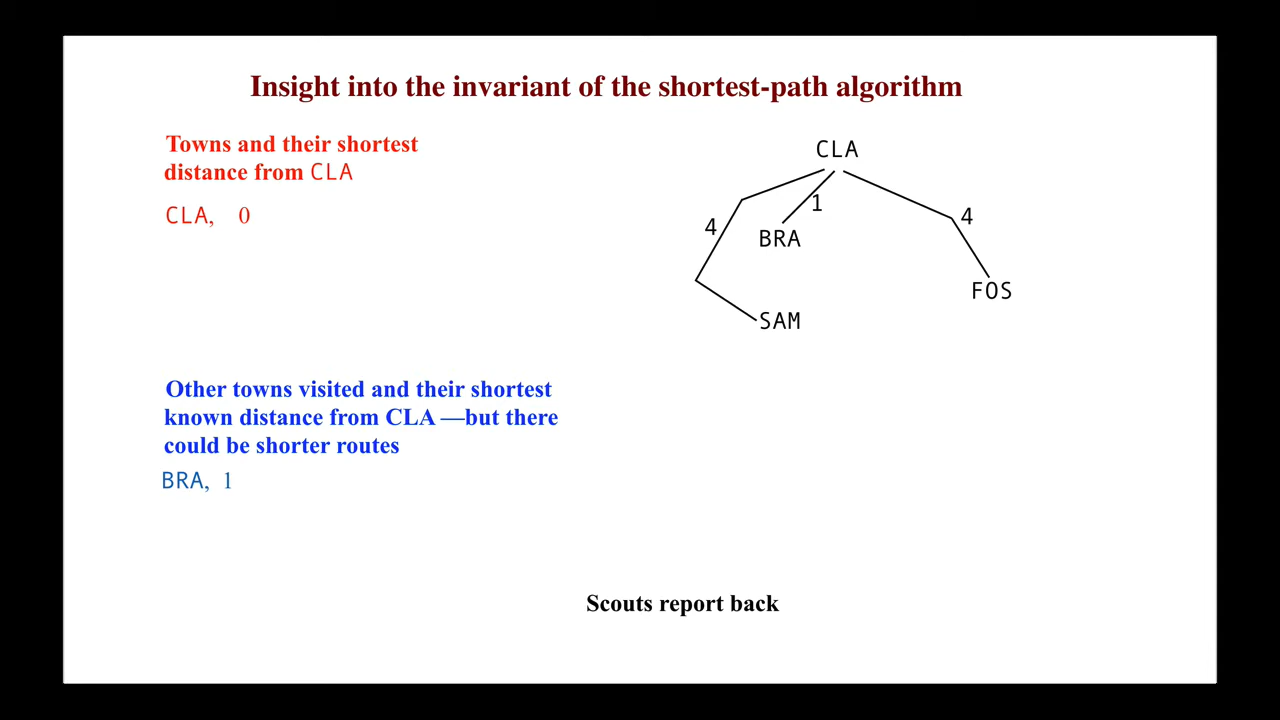 Insight into the invariant of the shortest-path algorithm
Towns and their shortest
distance from CLA
CLA, 0
CLA
4
1
4
BRA
FOS
SAM
Other towns visited and their shortest
known distance from CLA —but there
could be shorter routes
BRA, 1
Scouts report back